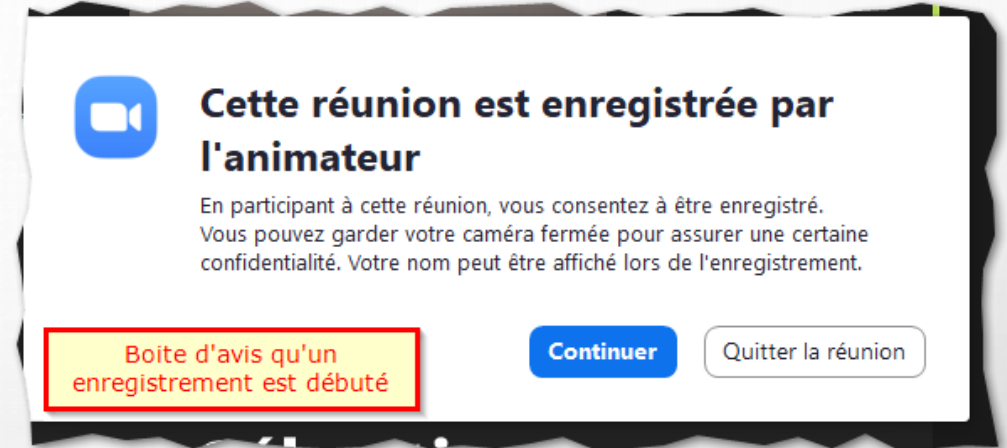 Cette réunion est enregistrée par
l'animateur
En participant à cette réunion, vous consentez à être enregistré.
Vous pouvez garder votre caméra fermée pour assurer une certaine
confidentialité. Votre nom peut être affiché lors de l'enregistrement.
Boite d'avis qu'un
enregistrement est débuté
Continuer
Quitter la réunion